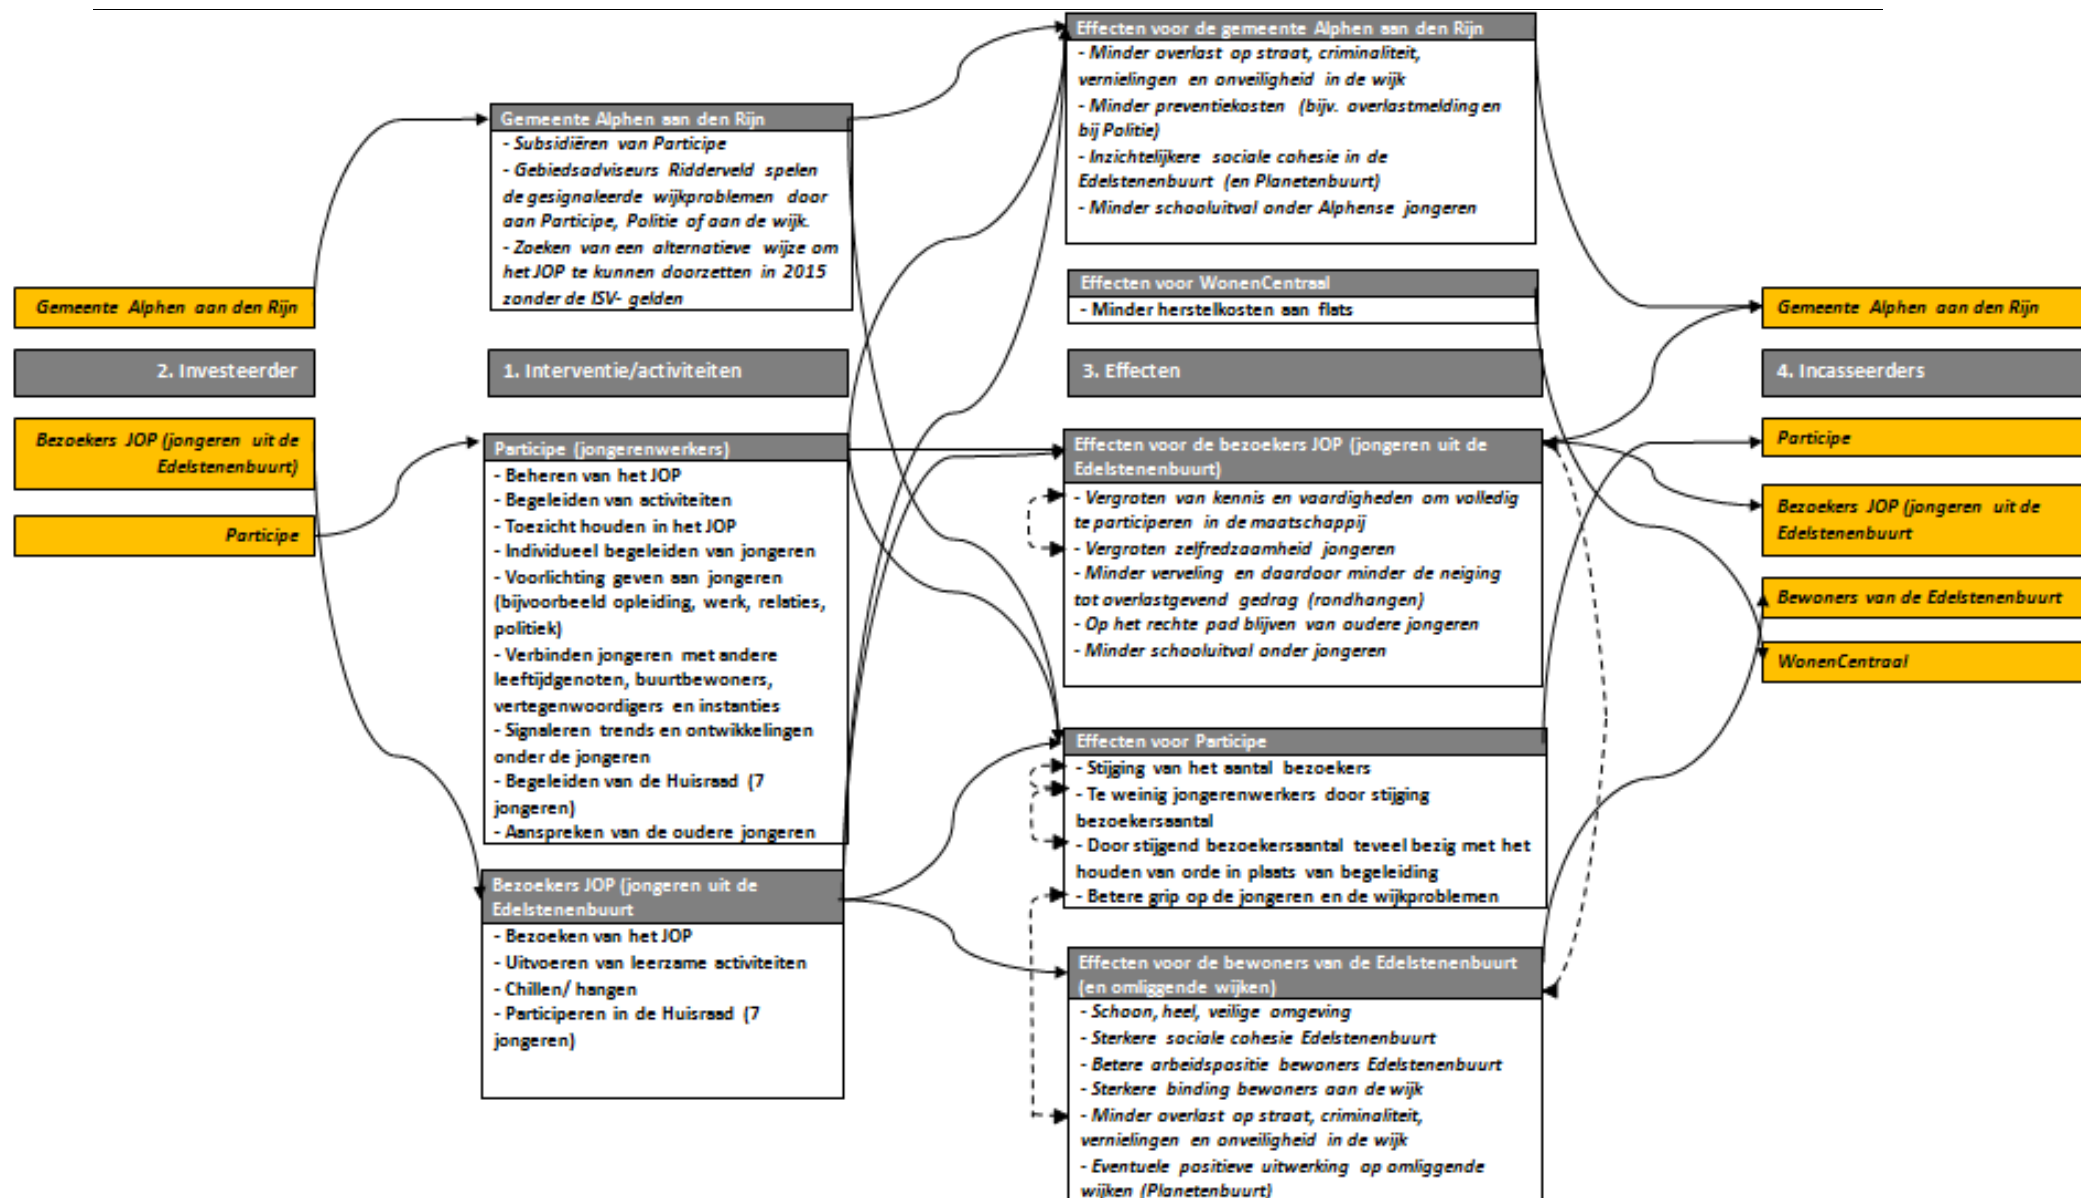 Gemeente Alphen aan den Rijn
2. Investeerder
Bezoekers JOP (jongeren uit de
Edelstenenbuurt)
Participe
Gemeente Alphen aan den Rijn
- Subsidiëren van Participe
- Gebiedsadviseurs Ridderveld spelen
de gesignaleerde wijkproblemen door
aan Participe, Politie of aan de wijk.
- Zoeken van een alternatieve wijze om
het JOP te kunnen doorzetten in 2015
zonder de ISV- gelden
1. Interventie/activiteiten
Participe (jongerenwerkers)
- Beheren van het JOP
- Begeleiden van activiteiten
- Toezicht houden in het JOP
- Individueel begeleiden van jongeren
- Voorlichting geven aan jongeren
(bijvoorbeeld opleiding, werk, relaties,
politiek)
- Verbinden jongeren met andere
leeftijdgenoten, buurtbewoners,
vertegenwoordigers en instanties
- Signaleren trends en ontwikkelingen
onder de jongeren
- Begeleiden van de Huisraad (7
jongeren)
- Aanspreken van de oudere jongeren
Bezoekers JOP (jongeren uit de
Edelstenenbuurt
- Bezoeken van het JOP
- Uitvoeren van leerzame activiteiten
- Chillen/ hangen
- Participeren in de Huisraad (7
jongeren)
Effecten voor de gemeente Alphen aan den Rijn
- Minder overlast op straat, criminaliteit,
vernielingen en onveiligheid in de wijk
- Minder preventiekosten (bijv. overlastmeldingen
bij Politie)
- Inzichtelijkere sociale cohesie in de
Edelstenenbuurt (en Planetenbuurt)
- Minder schooluitval onder Alphense jongeren
Effecten voor WonenCentraal
- Minder herstelkosten aan flats
3. Effecten
Effecten voor de bezoekers JOP (jongeren uit de
Edelstenenbuurt)
- Vergroten van kennis en vaardigheden om volledig
te participeren in de maatschappij
- Vergroten zelfredzaamheid jongeren
- Minder verveling en daardoor minder de neiging
tot overlastgevend gedrag (rondhangen)
- Op het rechte pad blijven van oudere jongeren
- Minder schooluitval onder jongeren
Effecten voor Participe
- Stijging van het aantal bezoekers
- Te weinig jongerenwerkers door stijging
bezoekersaantal
- Door stijgend bezoekersaantal teveel bezig met het
houden van orde in plaats van begeleiding
- Betere grip op de jongeren en de wijkproblemen
Effecten voor de bewoners van de Edelstenenbuurt
(en omliggende wijken)
- Schoon, heel, veilige omgeving
- Sterkere sociale cohesie Edelstenenbuurt
- Betere arbeidspositie bewoners Edelstenenbuurt
- Sterkere binding bewoners aan de wijk
- Minder overlast op straat, criminaliteit,
vernielingen en onveiligheid in de wijk
- Eventuele positieve uitwerking op omliggende
wijken (Planetenbuurt)
Gemeente Alphen aan den Rijn
4. Incasseerders
Participe
Bezoekers JOP (jongeren uit de
Edelstenenbuurt
Bewoners van de Edelstenenbuurt
WonenCentraal